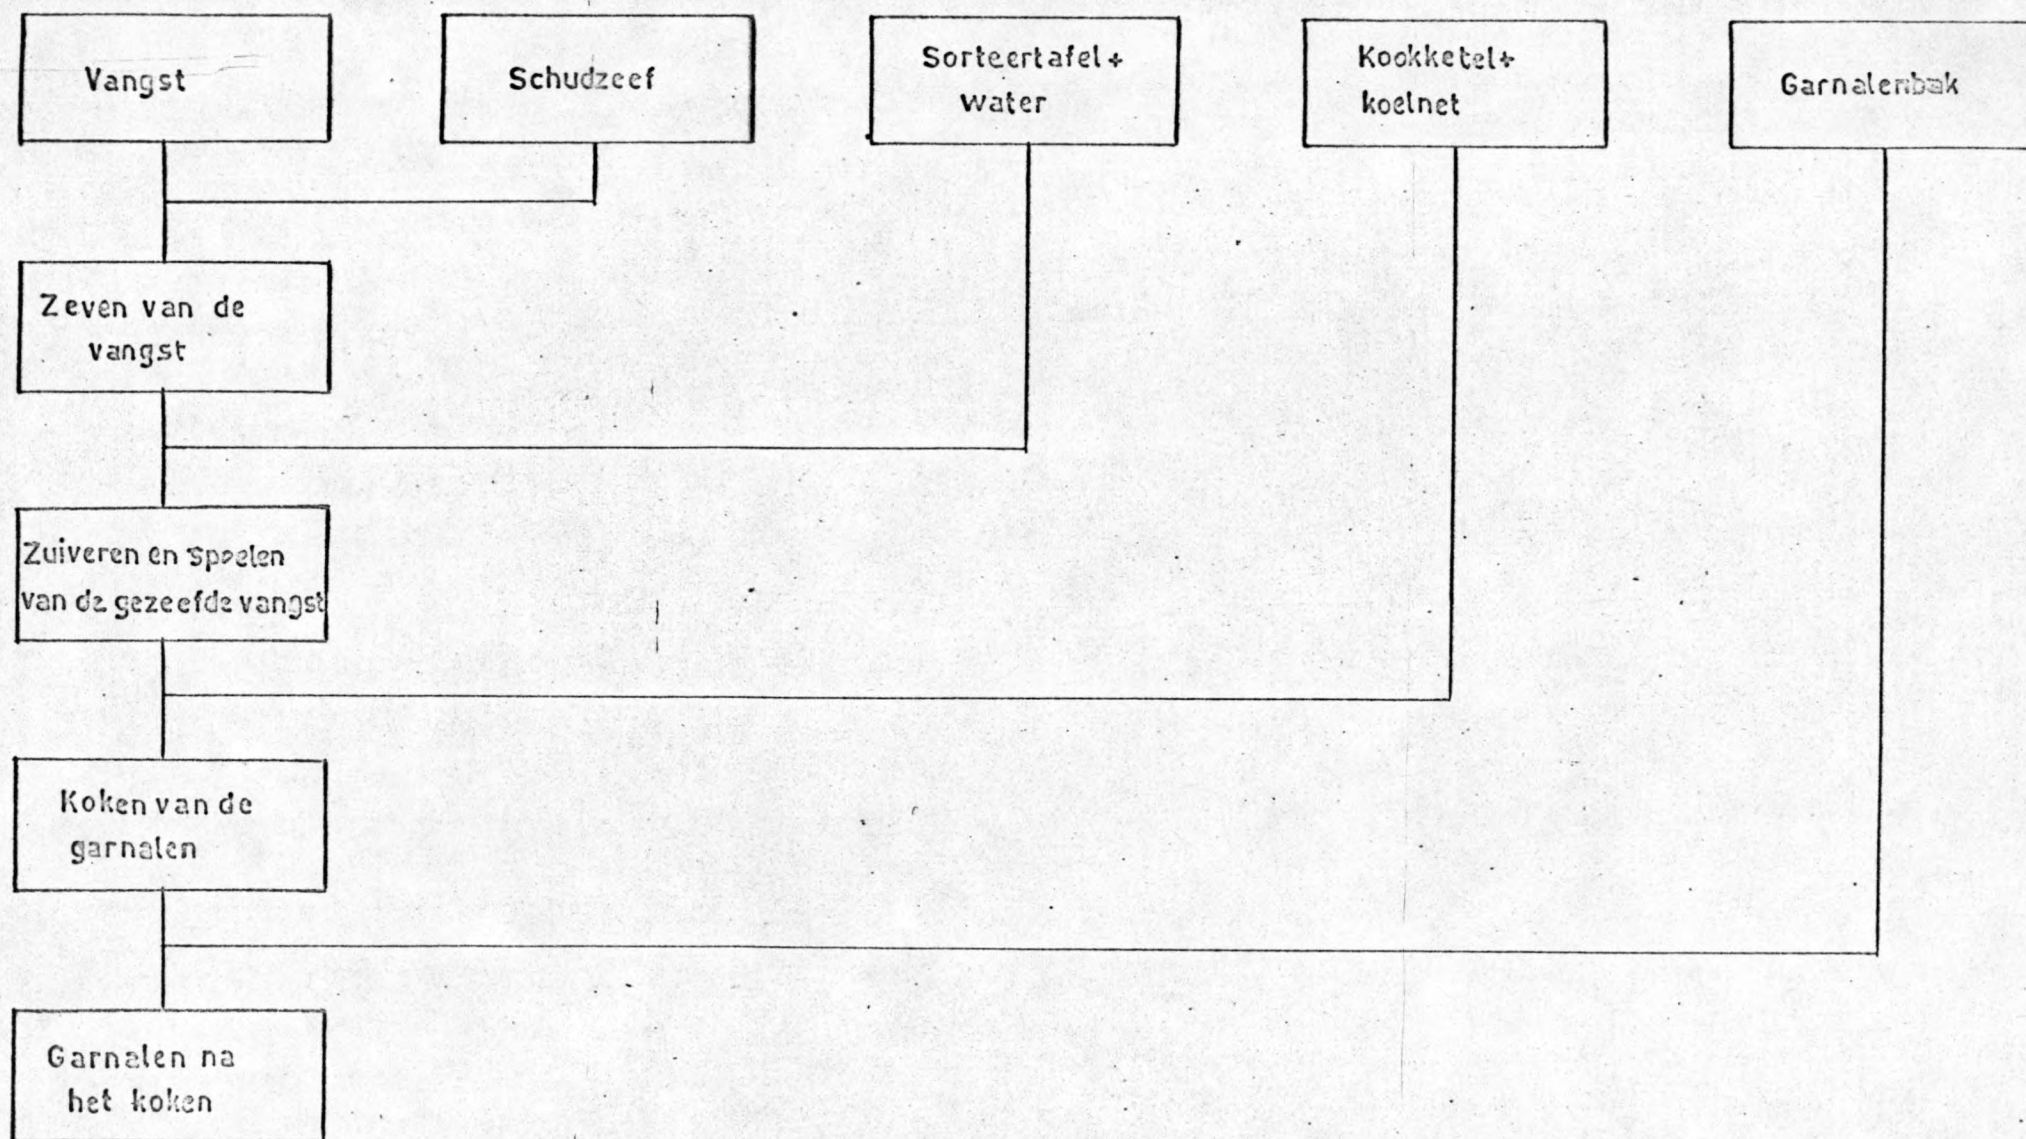 Vangst
Schudzeef
Sorteertafel+
water
Kookketel+
koelnet
Garnalenbak
Zeven van de
vangst
Zuiveren en spoelen
van de gezeefde vangst
Koken van de
garnalen
Garnalen na
het koken